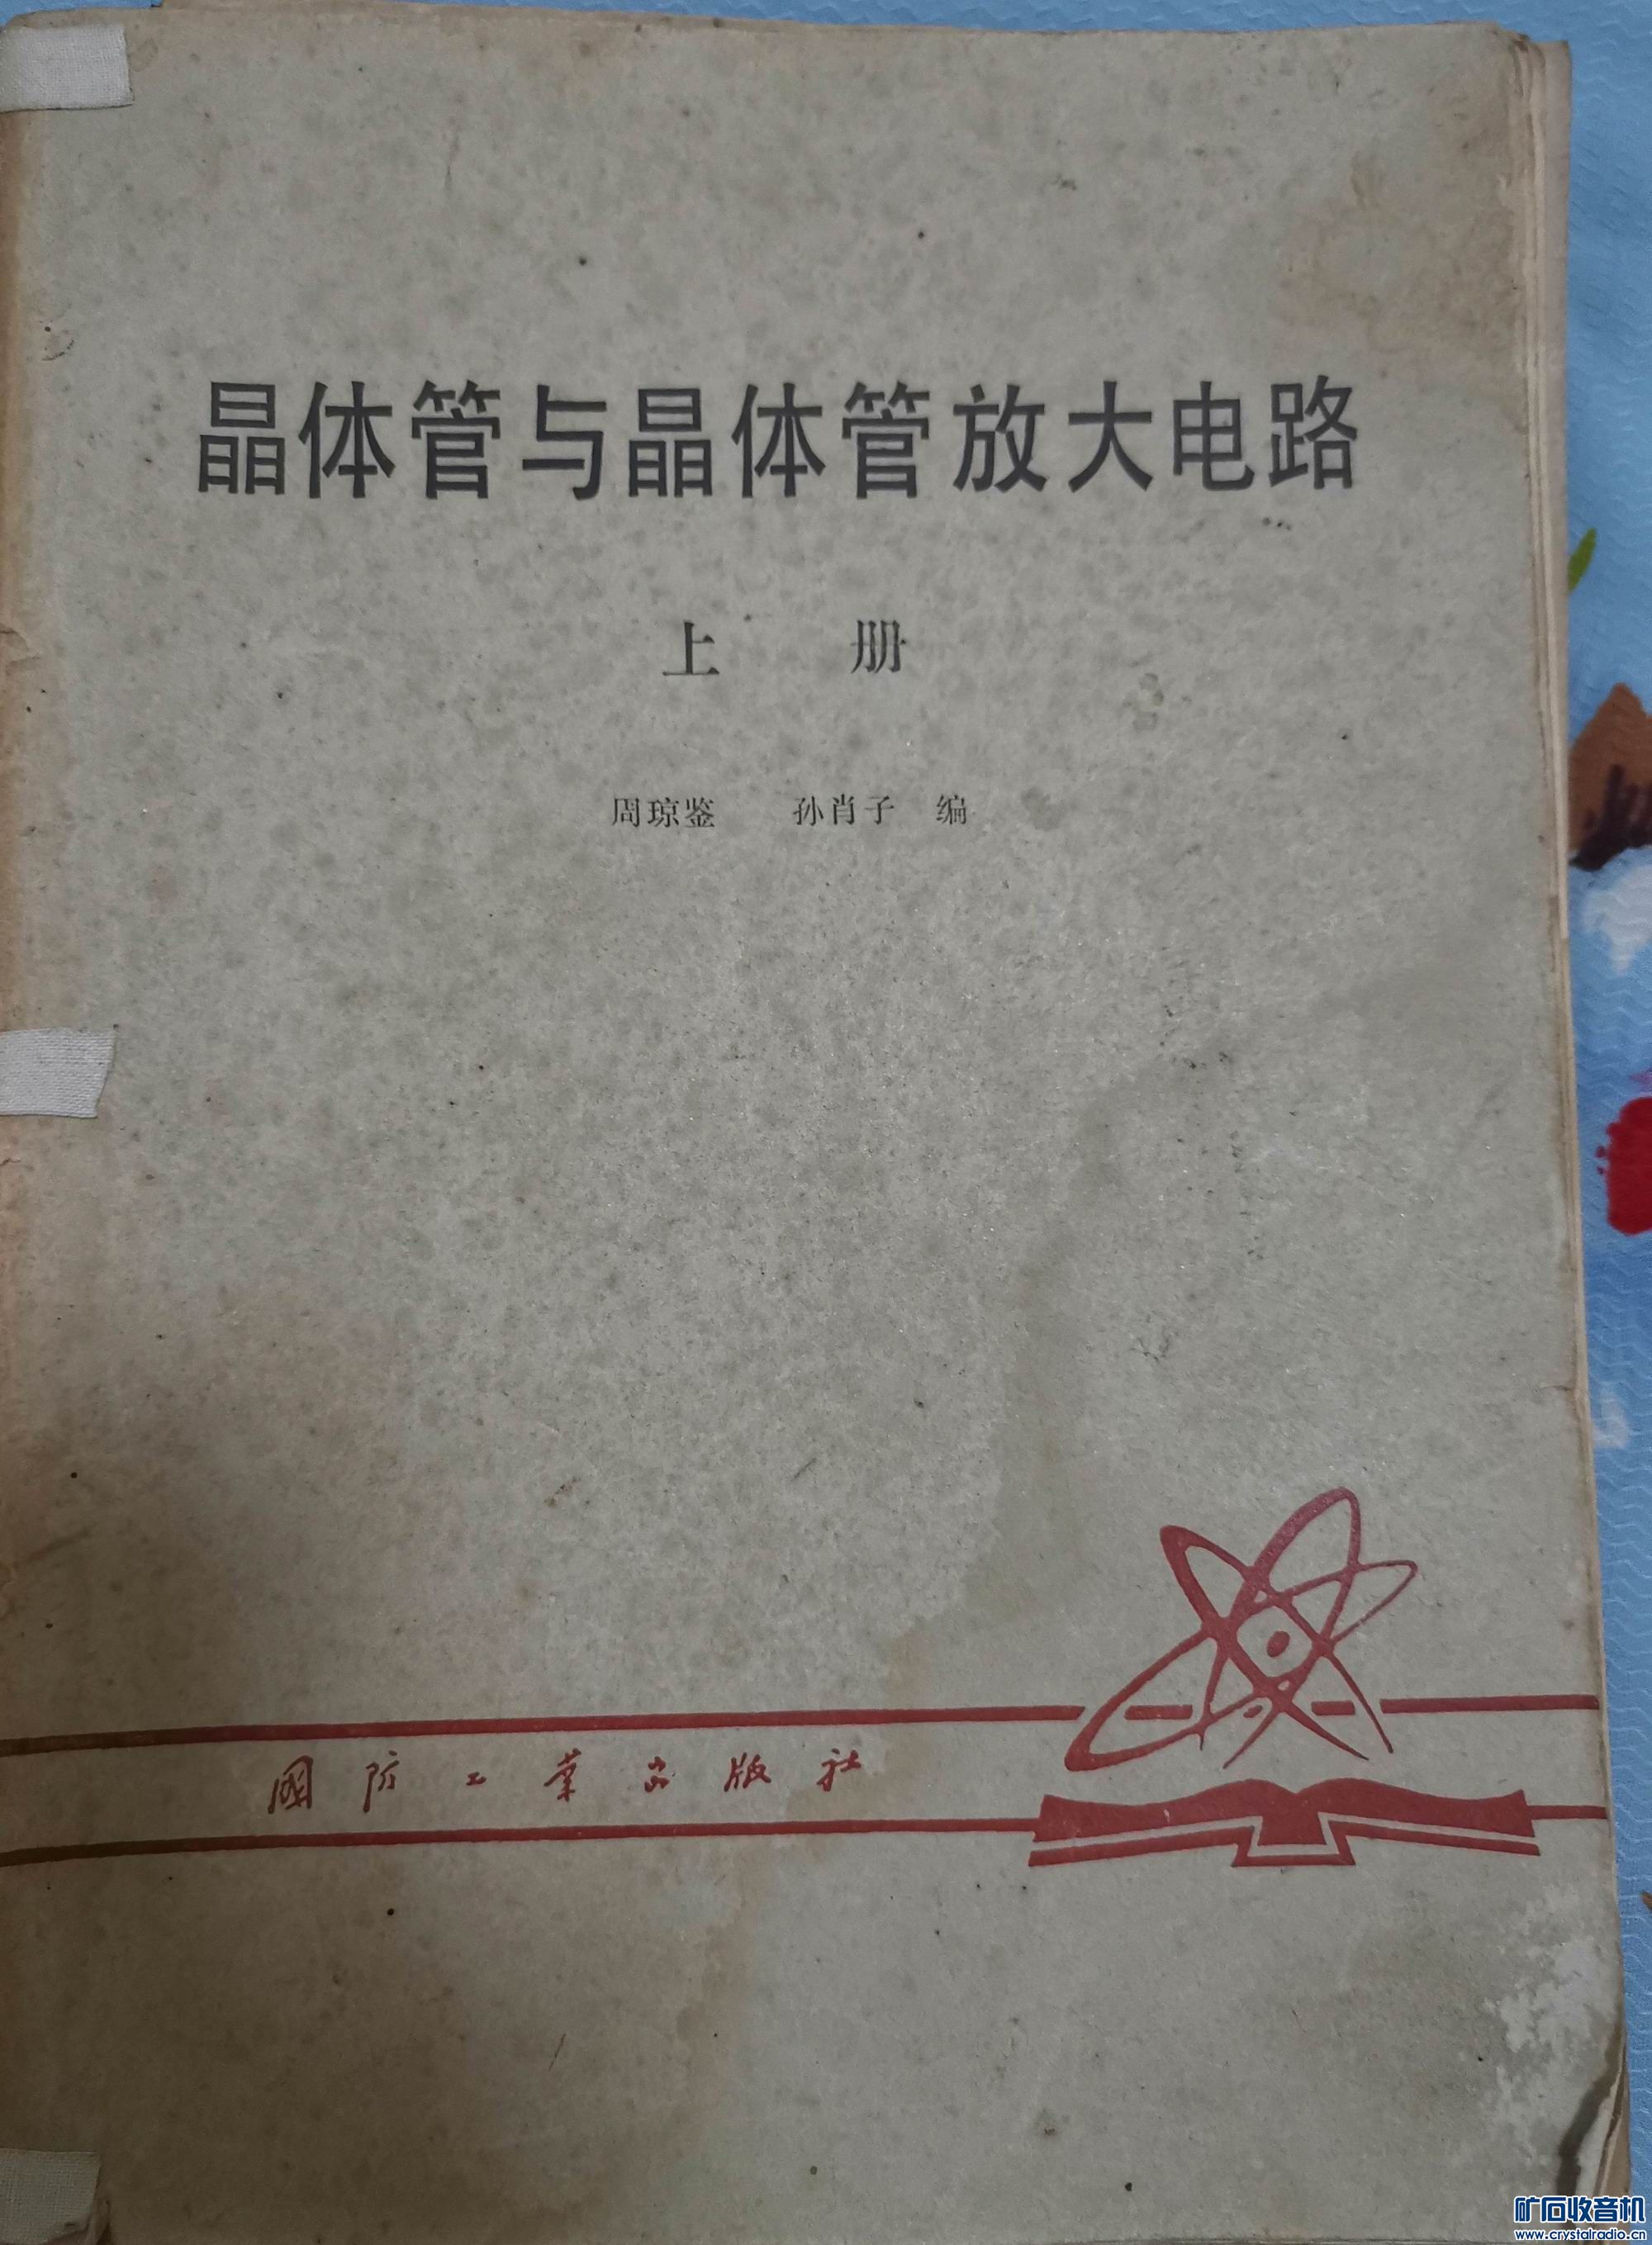 晶体管与晶体管放大电路
上 册
周琼鉴 孙肖子 编
國防工业出版社
矿石收音机
www.crystalradio.cn